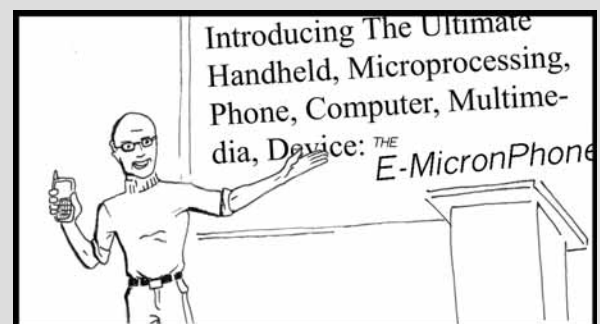 Introducing The Ultimate
Handheld, Microprocessing,
Phone, Computer, Multime-
dia, Device: THE
E-MicronPhone